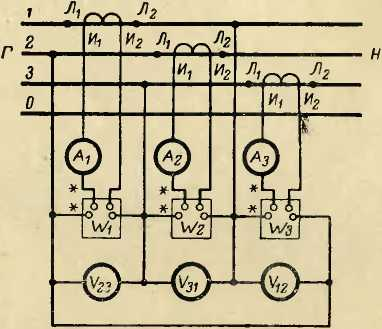 1 Л₁ Л₂
Г 2 И₁ И₂ Л₁ Л₂ Н
3 И₁ И₂ Л₁ Л₂
0 И₁ И₂
A₁ A₂ A₃
* * *
* W₁ * W₂ * W₃
V₂₃ V₃₁ V₁₂